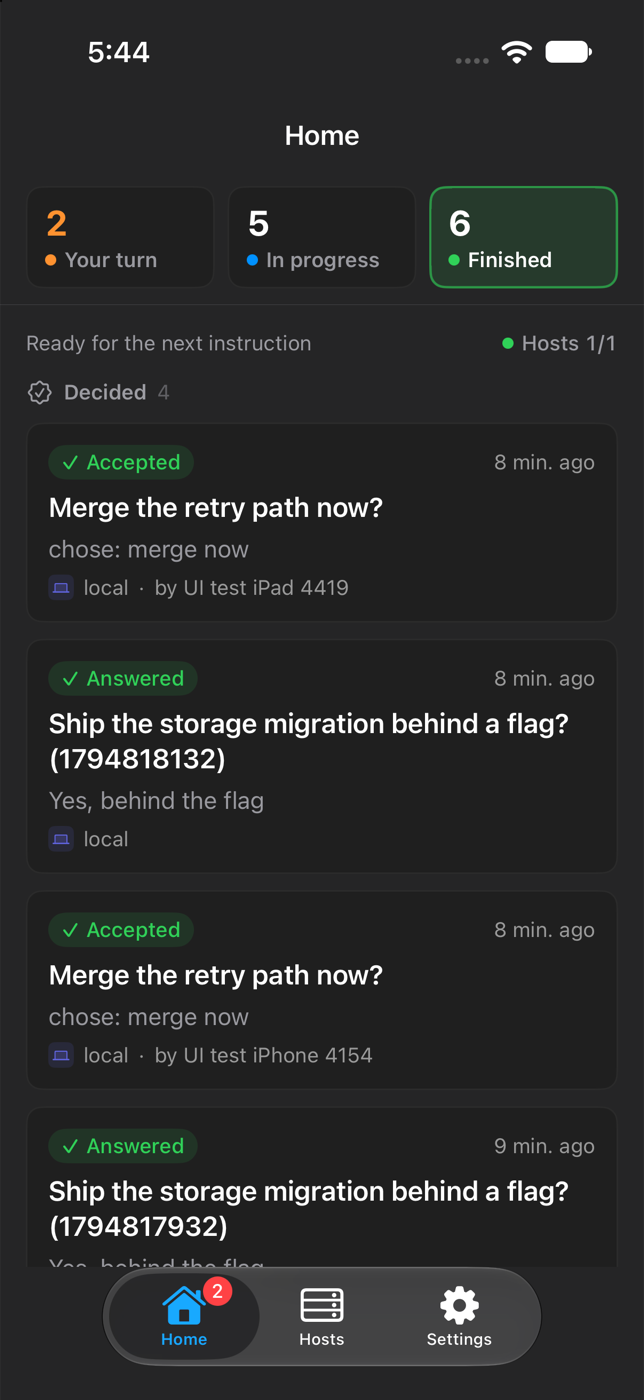 5:44
Home
2
Your turn
5
In progress
6
Finished
Ready for the next instruction
Hosts 1/1
Decided 4
Accepted
8 min. ago
Merge the retry path now?
chose: merge now
local · by UI test iPad 4419
Answered
8 min. ago
Ship the storage migration behind a flag?
(1794818132)
Yes, behind the flag
local
Accepted
8 min. ago
Merge the retry path now?
chose: merge now
local · by UI test iPhone 4154
Answered
9 min. ago
Ship the storage migration behind a flag?
(1794817932)
Yes, behind the flag
2
Home
Hosts
Settings